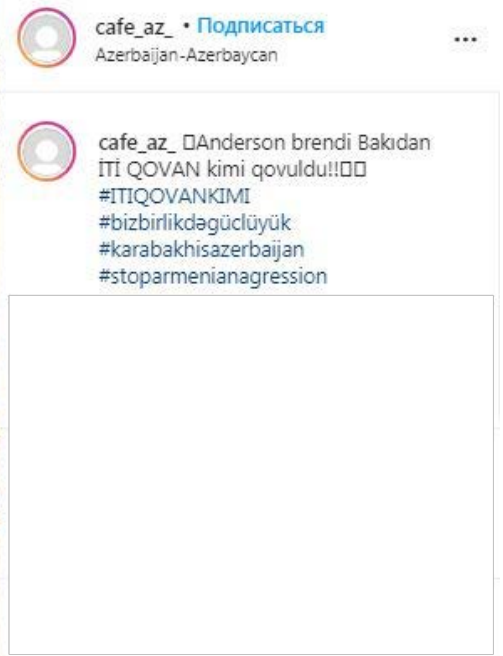 cafe_az_ • Подписаться
Azerbaijan-Azerbaycan
...
cafe_az_ Anderson brendi Bakıdan
İTİ QOVAN kimi qovuldu!!
#ITIQOVANKIMI
#bizbirlikdəgüclüyük
#karabakhisazerbaijan
#stoparmenianagression